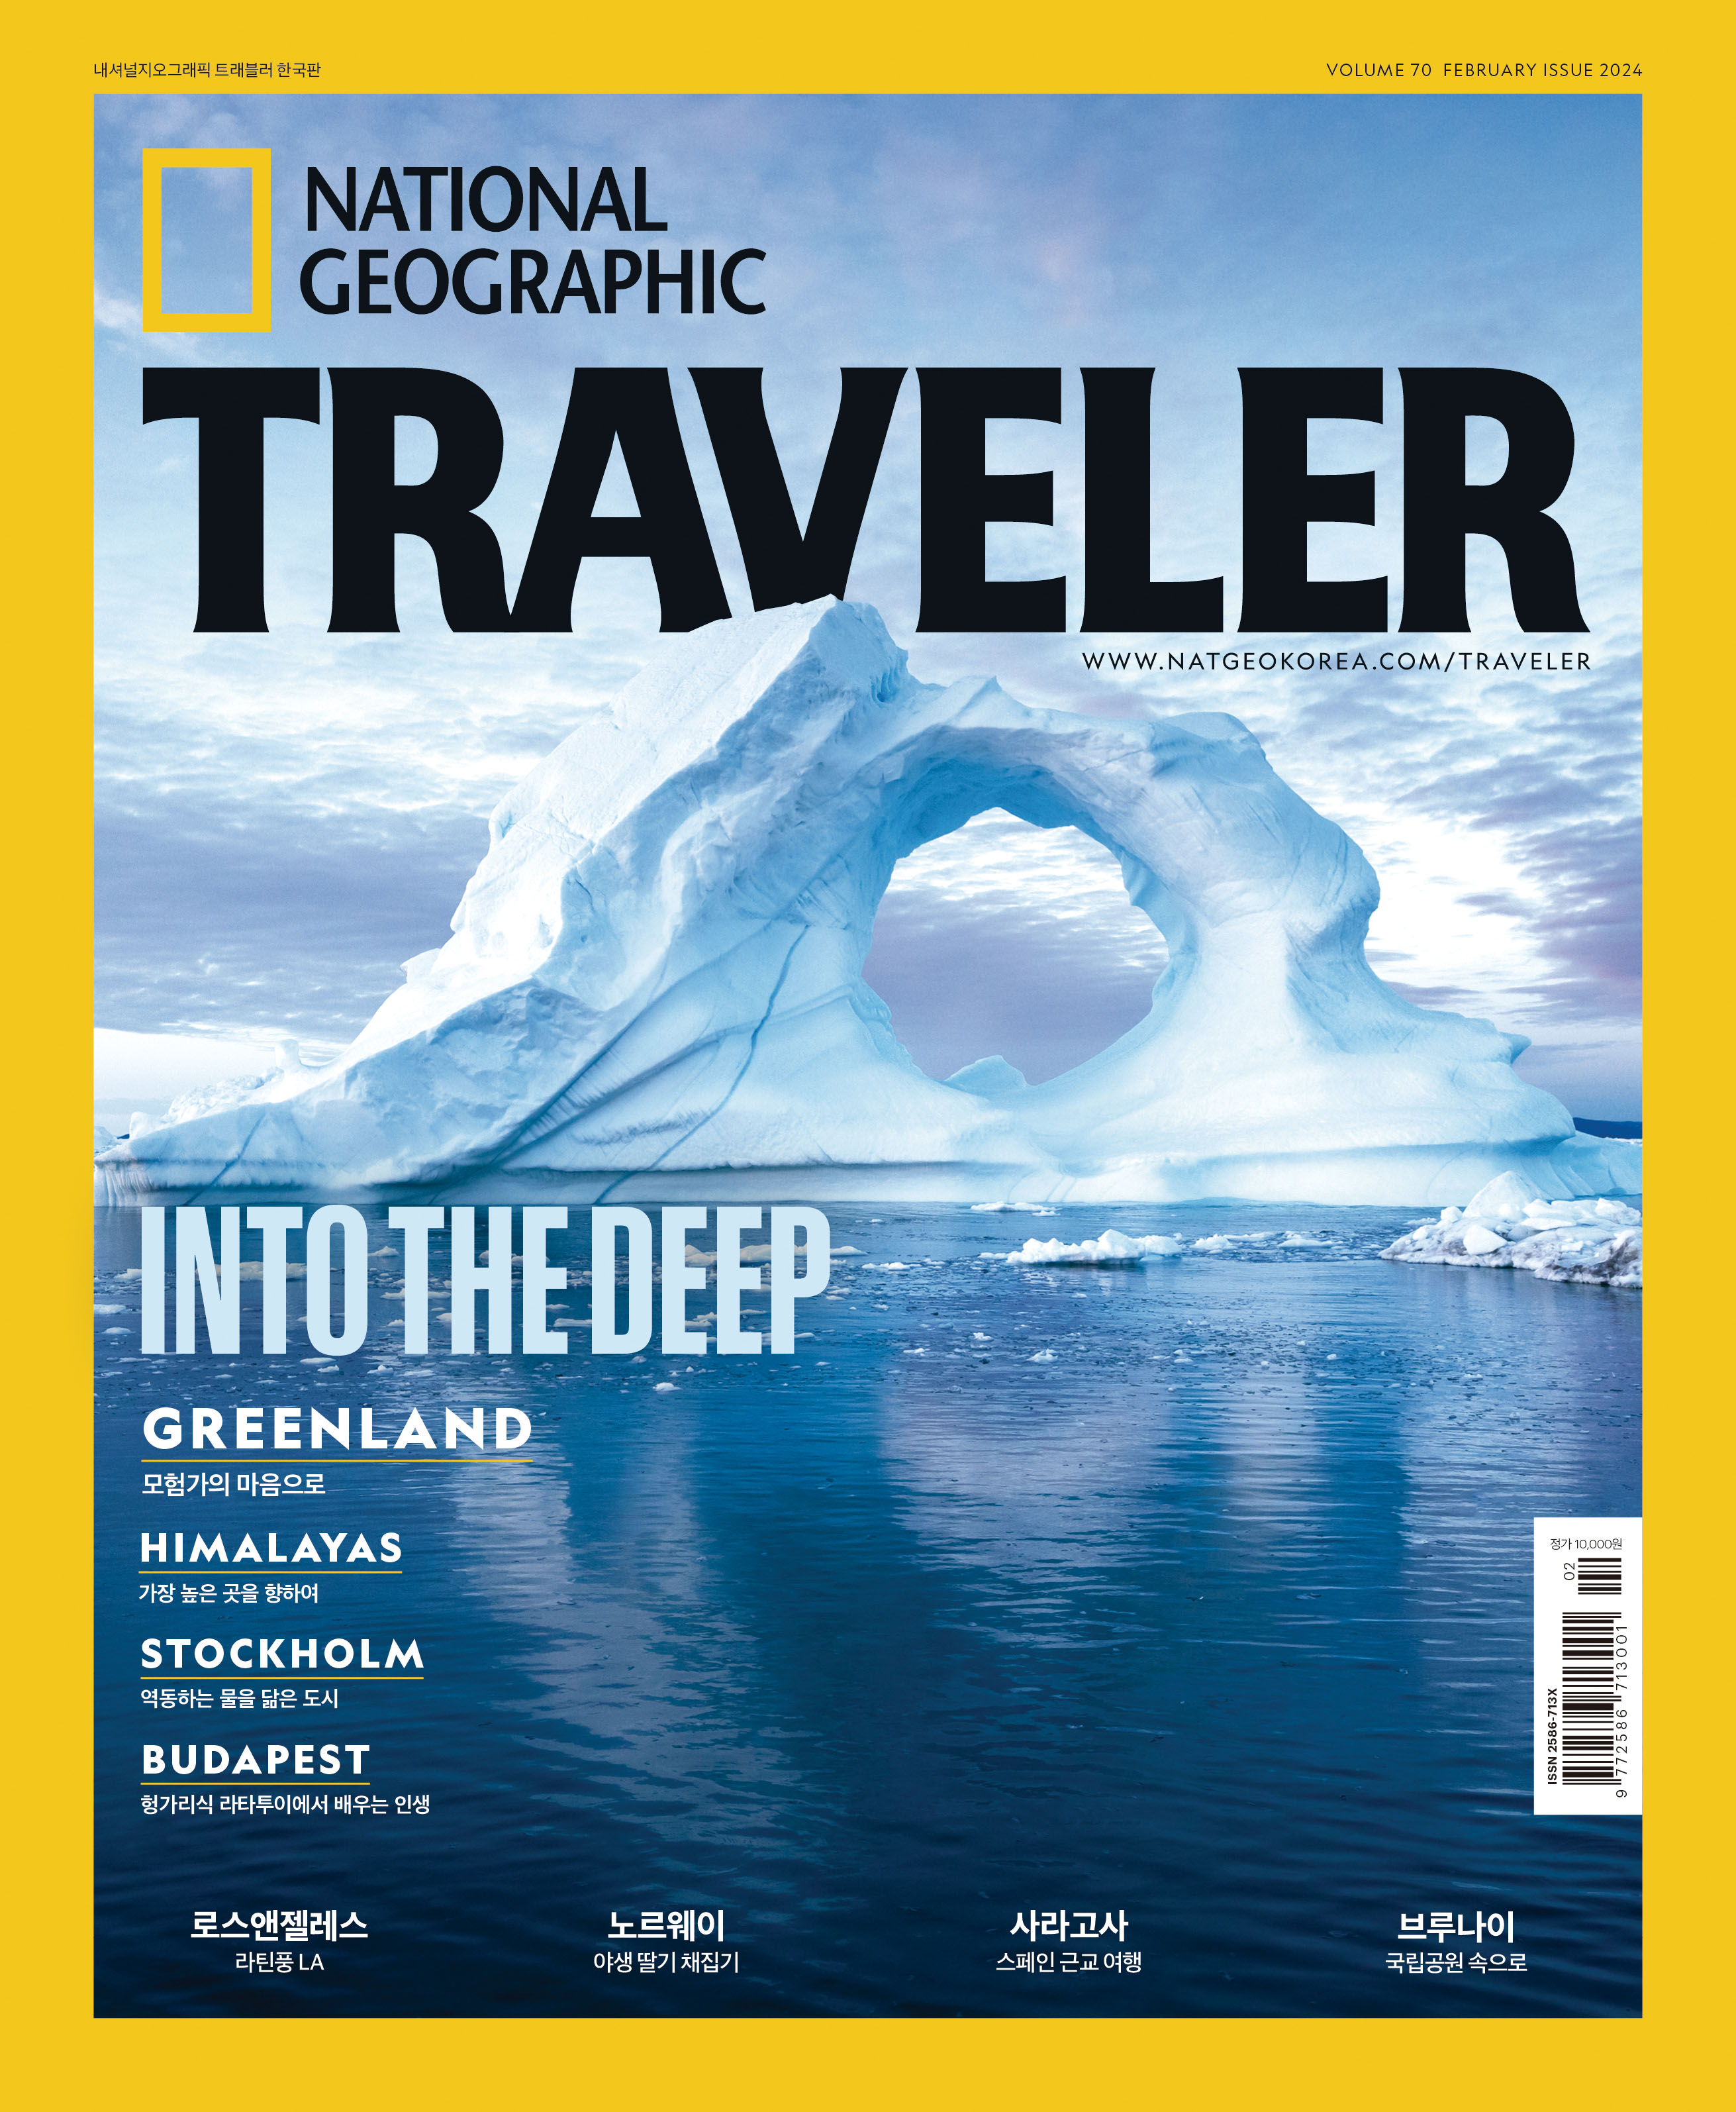 내셔널지오그래픽 트래블러 한국판
VOLUME 70 FEBRUARY ISSUE 2024
NATIONAL
GEOGRAPHIC
TRAVELER
WWW.NATGEOKOREA.COM/TRAVELER
INTO THE DEEP
GREENLAND
모험가의 마음으로
HIMALAYAS
가장 높은 곳을 향하여
STOCKHOLM
역동하는 물을 닮은 도시
BUDAPEST
헝가리식 라타투이에서 배우는 인생
정가 10,000원
02
ISSN 2586-713X
9 772586 713001
로스앤젤레스
라틴풍 LA
노르웨이
야생 딸기 채집기
사라고사
스페인 근교 여행
브루나이
국립공원 속으로